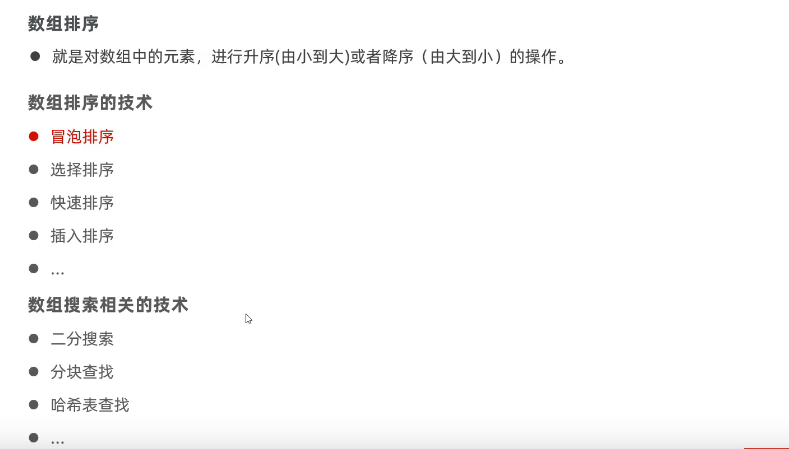 数组排序
● 就是对数组中的元素，进行升序(由小到大)或者降序（由大到小）的操作。
数组排序的技术
● 冒泡排序
● 选择排序
● 快速排序
● 插入排序
● ...
数组搜索相关的技术
● 二分搜索
● 分块查找
● 哈希表查找
● ...